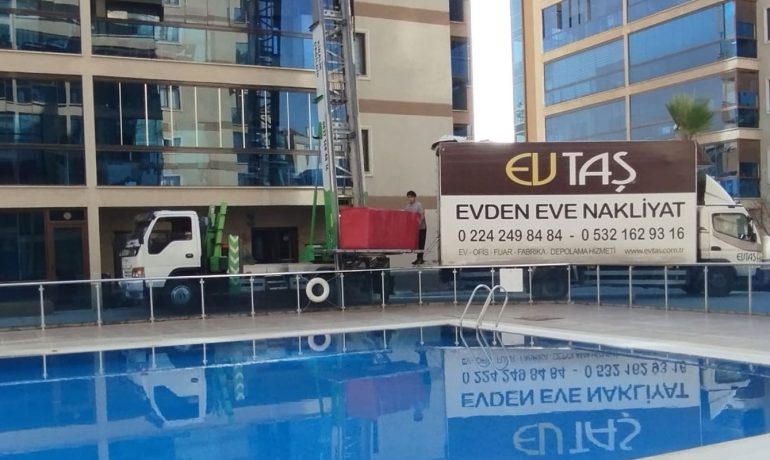 EVTAŞ
EVDEN EVE NAKLİYAT
0 224 249 84 84 - 0 532 162 93 16
EV - OFİS - FUAR - FABRİKA - DEPOLAMA HİZMETİ www.evtas.com.tr
EVTAŞ